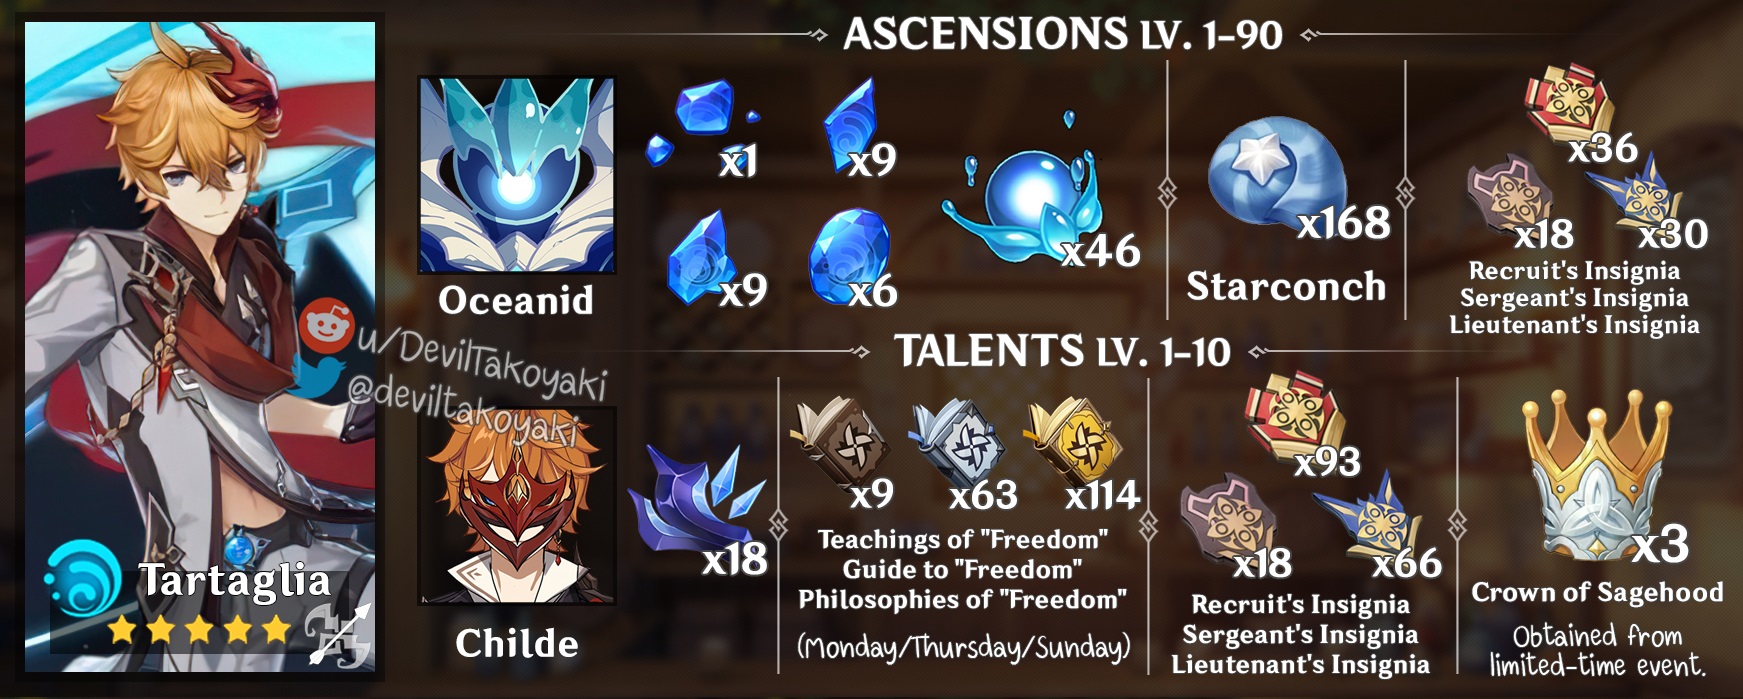 ASCENSIONS LV. 1-90
x1
x9
x9
x6
x46
Oceanid
x168
Starconch
x36
x18
x30
Recruit's Insignia
Sergeant's Insignia
Lieutenant's Insignia
u/DevilTakoyaki
@deviltakoyaki
TALENTS LV. 1-10
Tartaglia
Childe
x18
x9
x63
x114
Teachings of "Freedom"
Guide to "Freedom"
Philosophies of "Freedom"
(Monday/Thursday/Sunday)
x93
x18
x66
Recruit's Insignia
Sergeant's Insignia
Lieutenant's Insignia
x3
Crown of Sagehood
Obtained from
limited-time event.